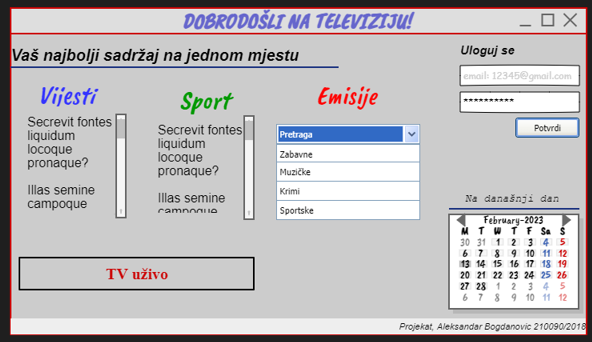 DOBRODOŠLI NA TELEVIZIJU!
Vaš najbolji sadržaj na jednom mjestu
Uloguj se
email: 12345@gmail.com
**********
Potvrdi
Vijesti
Secrevit fontes
liquidum
locoque
pronaque?
Illas semine
campoque
Sport
Secrevit fontes
liquidum
locoque
pronaque?
Illas semine
campoque
Emisije
Pretraga
Zabavne
Muzičke
Krimi
Sportske
TV uživo
Na današnji dan
February-2023
M T W T F Sa S
30 31 1 2 3 4 5
6 7 8 9 10 11 12
13 14 15 16 17 18 19
20 21 22 23 24 25 26
27 28 1 2 3 4 5
6 7 8 9 10 11 12
Projekat, Aleksandar Bogdanovic 210090/2018